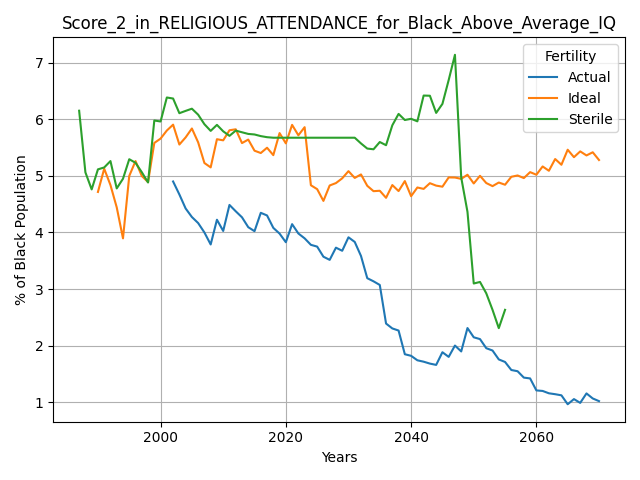 Score_2_in_RELIGIOUS_ATTENDANCE_for_Black_Above_Average_IQ
Fertility
Actual
Ideal
Sterile
% of Black Population
7
6
5
4
3
2
1
2000 2020 2040 2060
Years